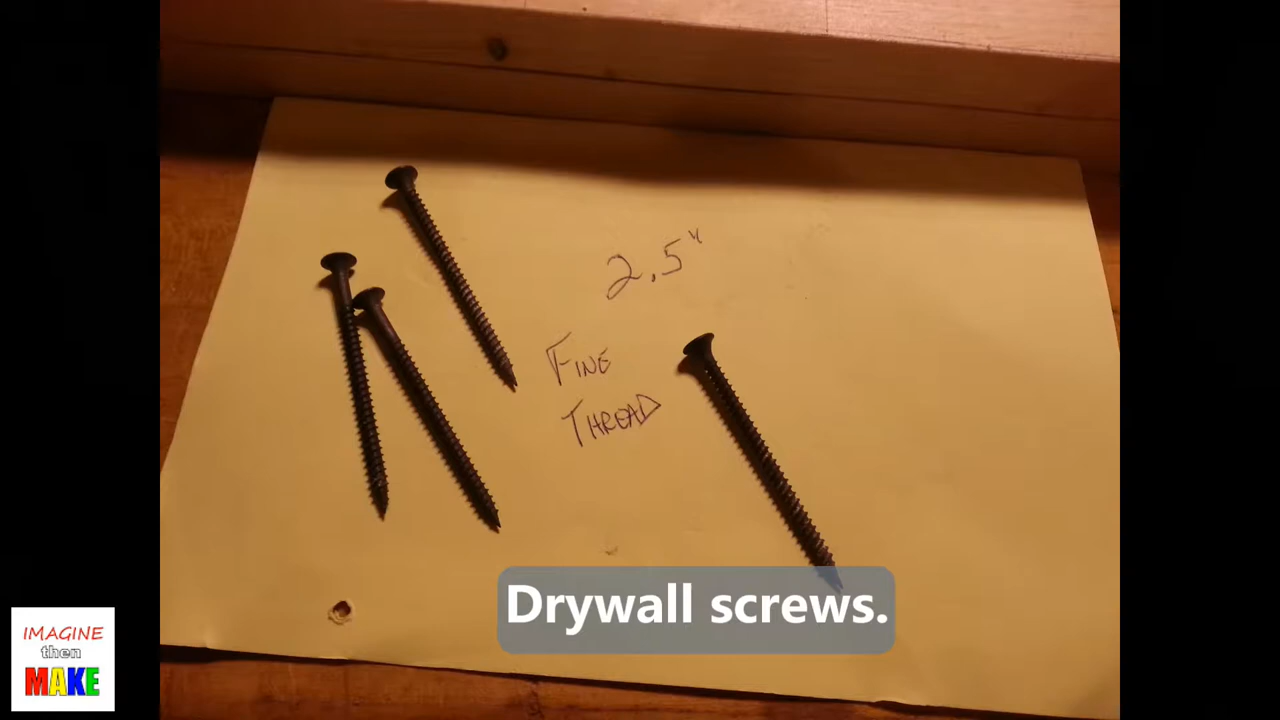 2.5"
FINE
THREAD
Drywall screws.
IMAGINE
then
MAKE